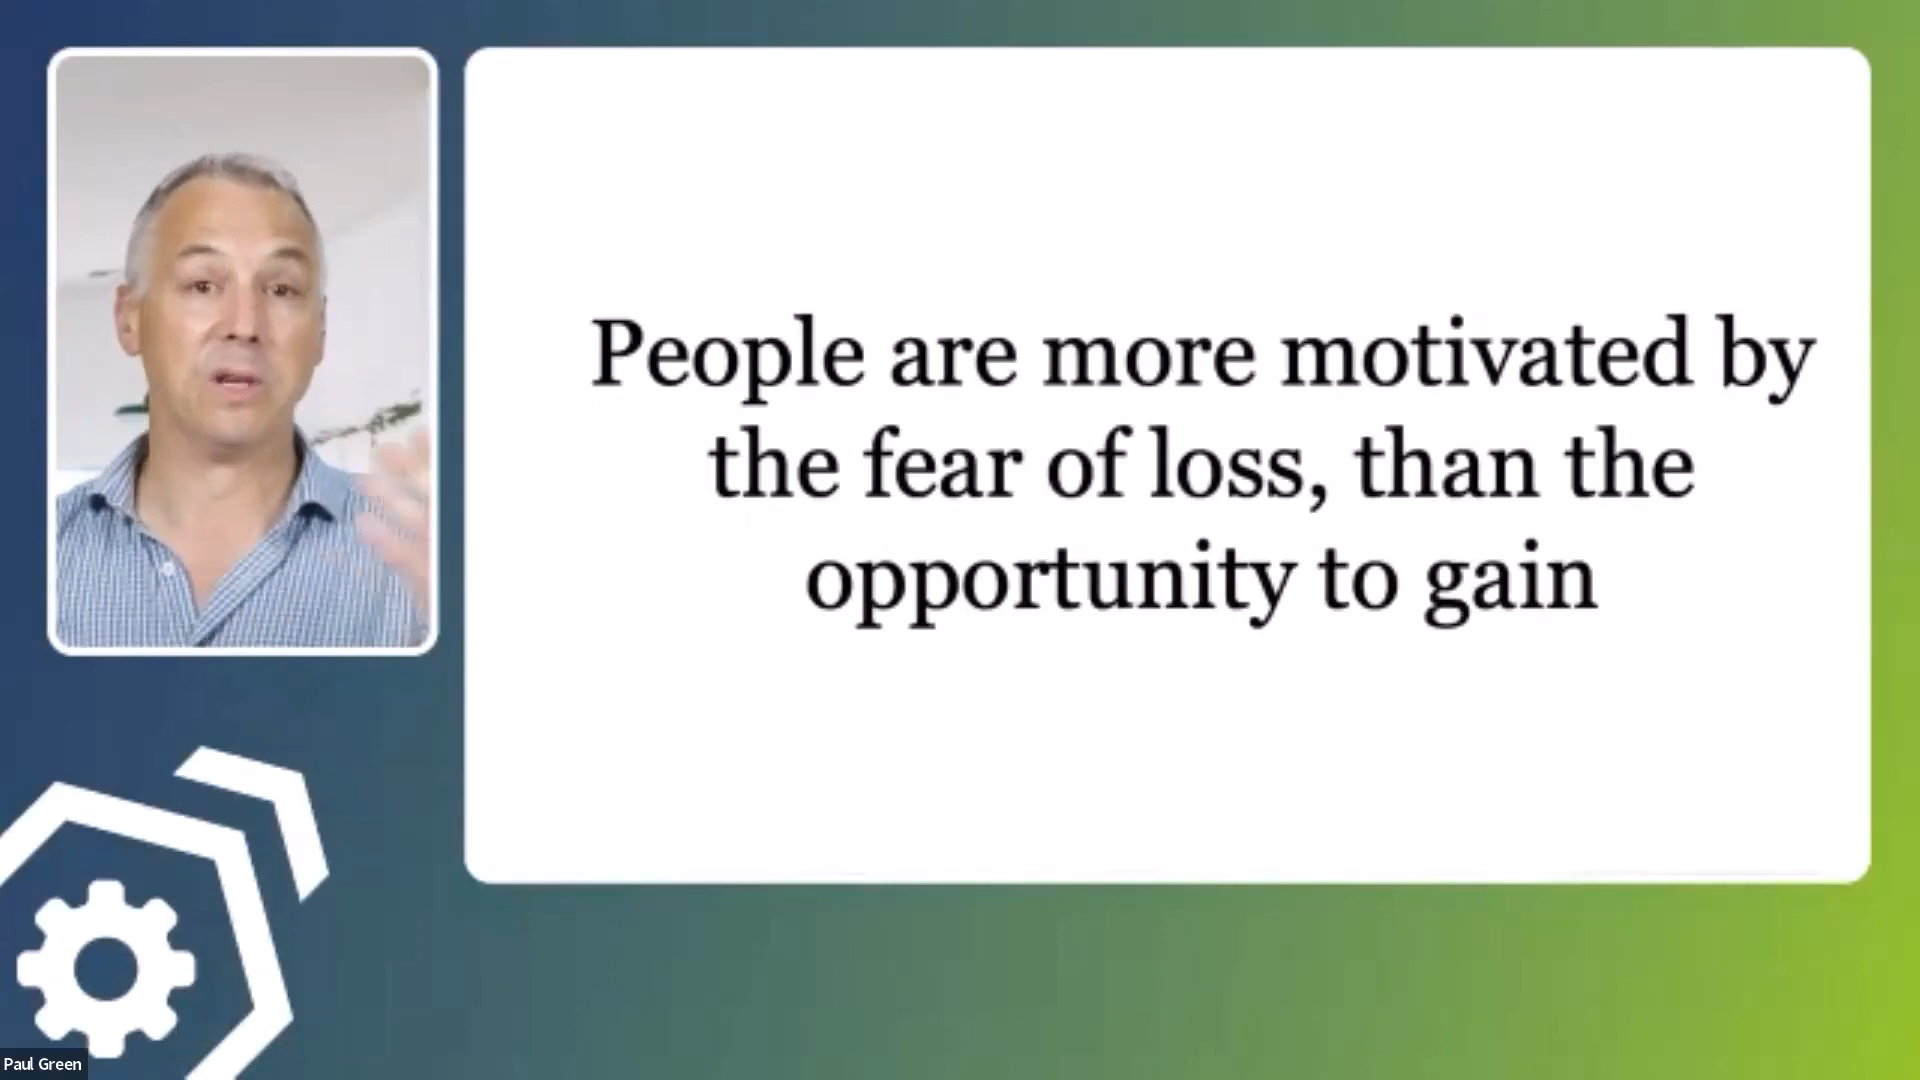 People are more motivated by
the fear of loss, than the
opportunity to gain
Paul Green